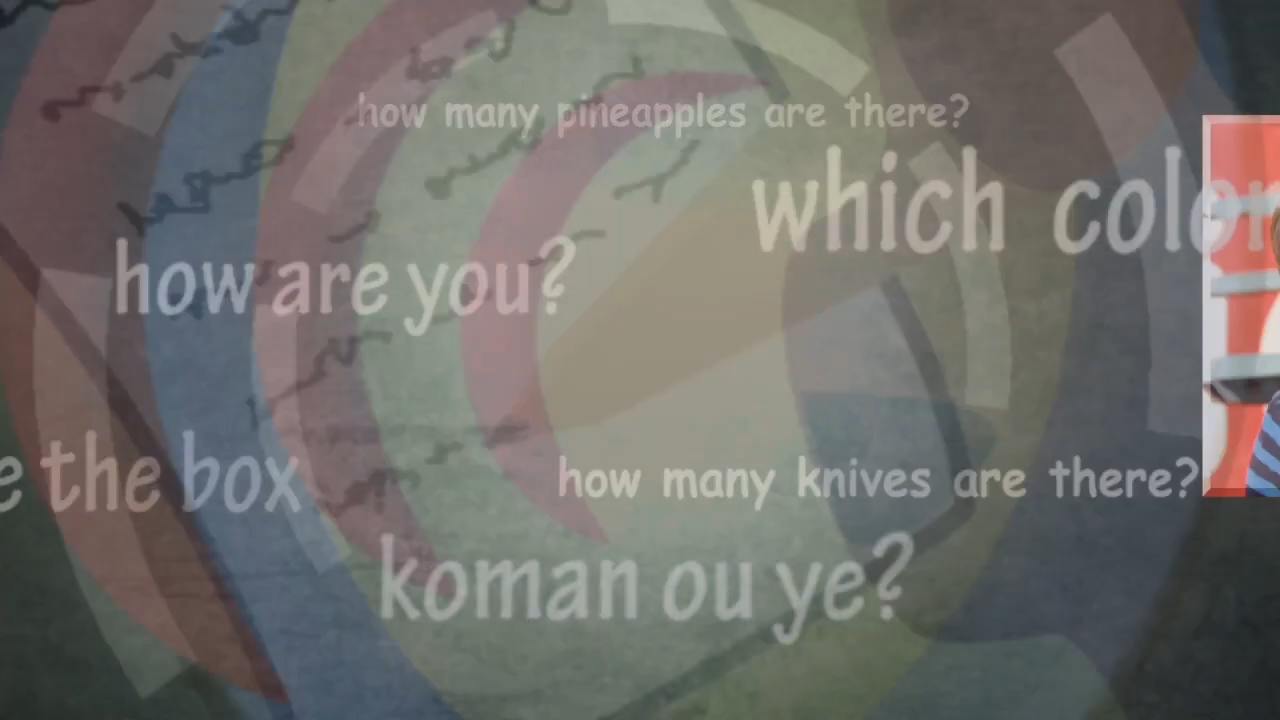 how many pineapples are there?
which color
how are you?
e the box
how many knives are there?
koman ou ye?